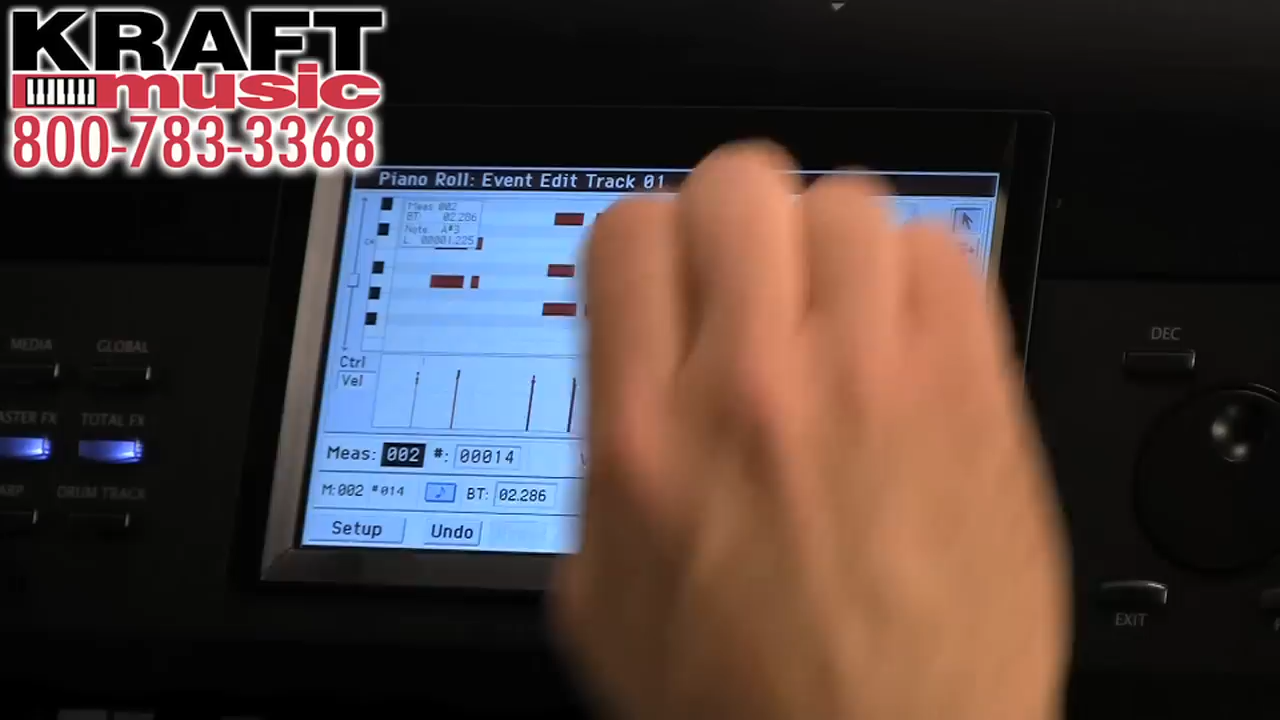 KRAFT
music
800-783-3368
Piano Roll: Event Edit Track 01
Meas 002
BT: 02.286
Note: A#3
L: 00001.225
Ctrl
Vel
Meas: 002 #: 00014
M:002 #014 BT: 02.286
Setup Undo
MEDIA GLOBAL
TOTAL FX
DRUM TRACK
DEC
EXIT